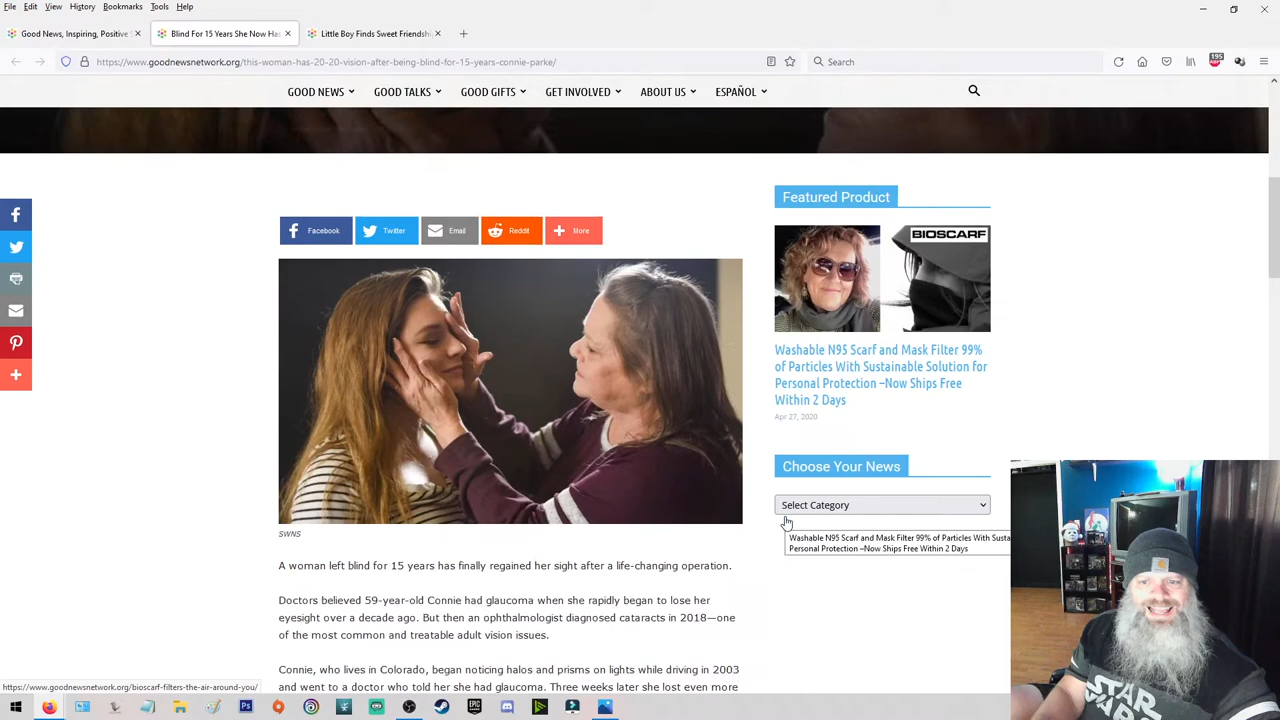 File Edit View History Bookmarks Tools Help
Good News, Inspiring, Positive
Blind For 15 Years She Now Has
Little Boy Finds Sweet Friendship
https://www.goodnewsnetwork.org/this-woman-has-20-20-vision-after-being-blind-for-15-years-connie-parke/
Search
195
GOOD NEWS GOOD TALKS GOOD GIFTS GET INVOLVED ABOUT US ESPAÑOL
Facebook Twitter Email Reddit More
SWNS
A woman left blind for 15 years has finally regained her sight after a life-changing operation.
Doctors believed 59-year-old Connie had glaucoma when she rapidly began to lose her
eyesight over a decade ago. But then an ophthalmologist diagnosed cataracts in 2018—one
of the most common and treatable adult vision issues.
Connie, who lives in Colorado, began noticing halos and prisms on lights while driving in 2003
and went to a doctor who told her she had glaucoma. Three weeks later she lost even more
Featured Product
BIOSCARF
Washable N95 Scarf and Mask Filter 99%
of Particles With Sustainable Solution for
Personal Protection –Now Ships Free
Within 2 Days
Apr 27, 2020
Choose Your News
Select Category
Washable N95 Scarf and Mask Filter 99% of Particles With Susta
Personal Protection –Now Ships Free Within 2 Days
STAR
https://www.goodnewsnetwork.org/bioscarf-filters-the-air-around-you/